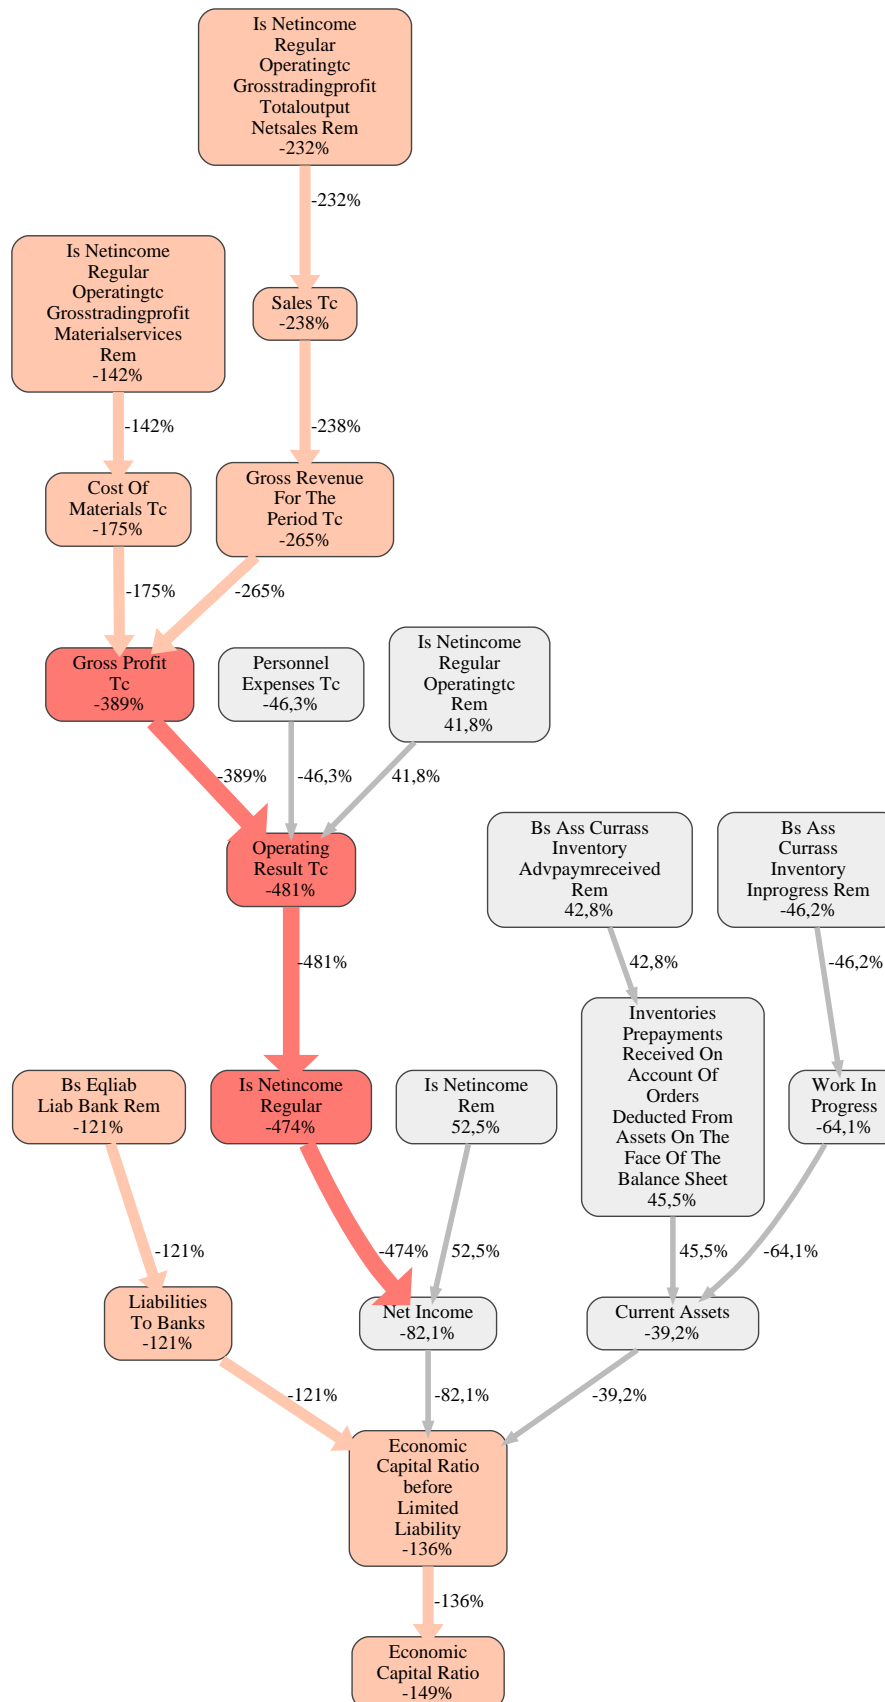 Is Netincome
Regular
Operatingtc
Grosstradingprofit
Totaloutput
Netsales Rem
-232%
-232%
Is Netincome
Regular
Operatingtc
Grosstradingprofit
Materialservices
Rem
-142%
Sales Tc
-238%
-142%
-238%
Cost Of
Materials Tc
-175%
Gross Revenue
For The
Period Tc
-265%
-175%
-265%
Gross Profit
Tc
-389%
Personnel
Expenses Tc
-46,3%
Is Netincome
Regular
Operatingtc
Rem
41,8%
-389%
-46,3%
41,8%
Operating
Result Tc
-481%
Bs Ass Currass
Inventory
Advpaymreceived
Rem
42,8%
Bs Ass
Currass
Inventory
Inprogress Rem
-46,2%
-481%
42,8%
-46,2%
Bs Eqliab
Liab Bank Rem
-121%
Is Netincome
Regular
-474%
Is Netincome
Rem
52,5%
Inventories
Prepayments
Received On
Account Of
Orders
Deducted From
Assets On The
Face Of The
Balance Sheet
45,5%
Work In
Progress
-64,1%
-121%
-474%
52,5%
45,5%
-64,1%
Liabilities
To Banks
-121%
Net Income
-82,1%
Current Assets
-39,2%
-121%
-82,1%
-39,2%
Economic
Capital Ratio
before
Limited
Liability
-136%
-136%
Economic
Capital Ratio
-149%